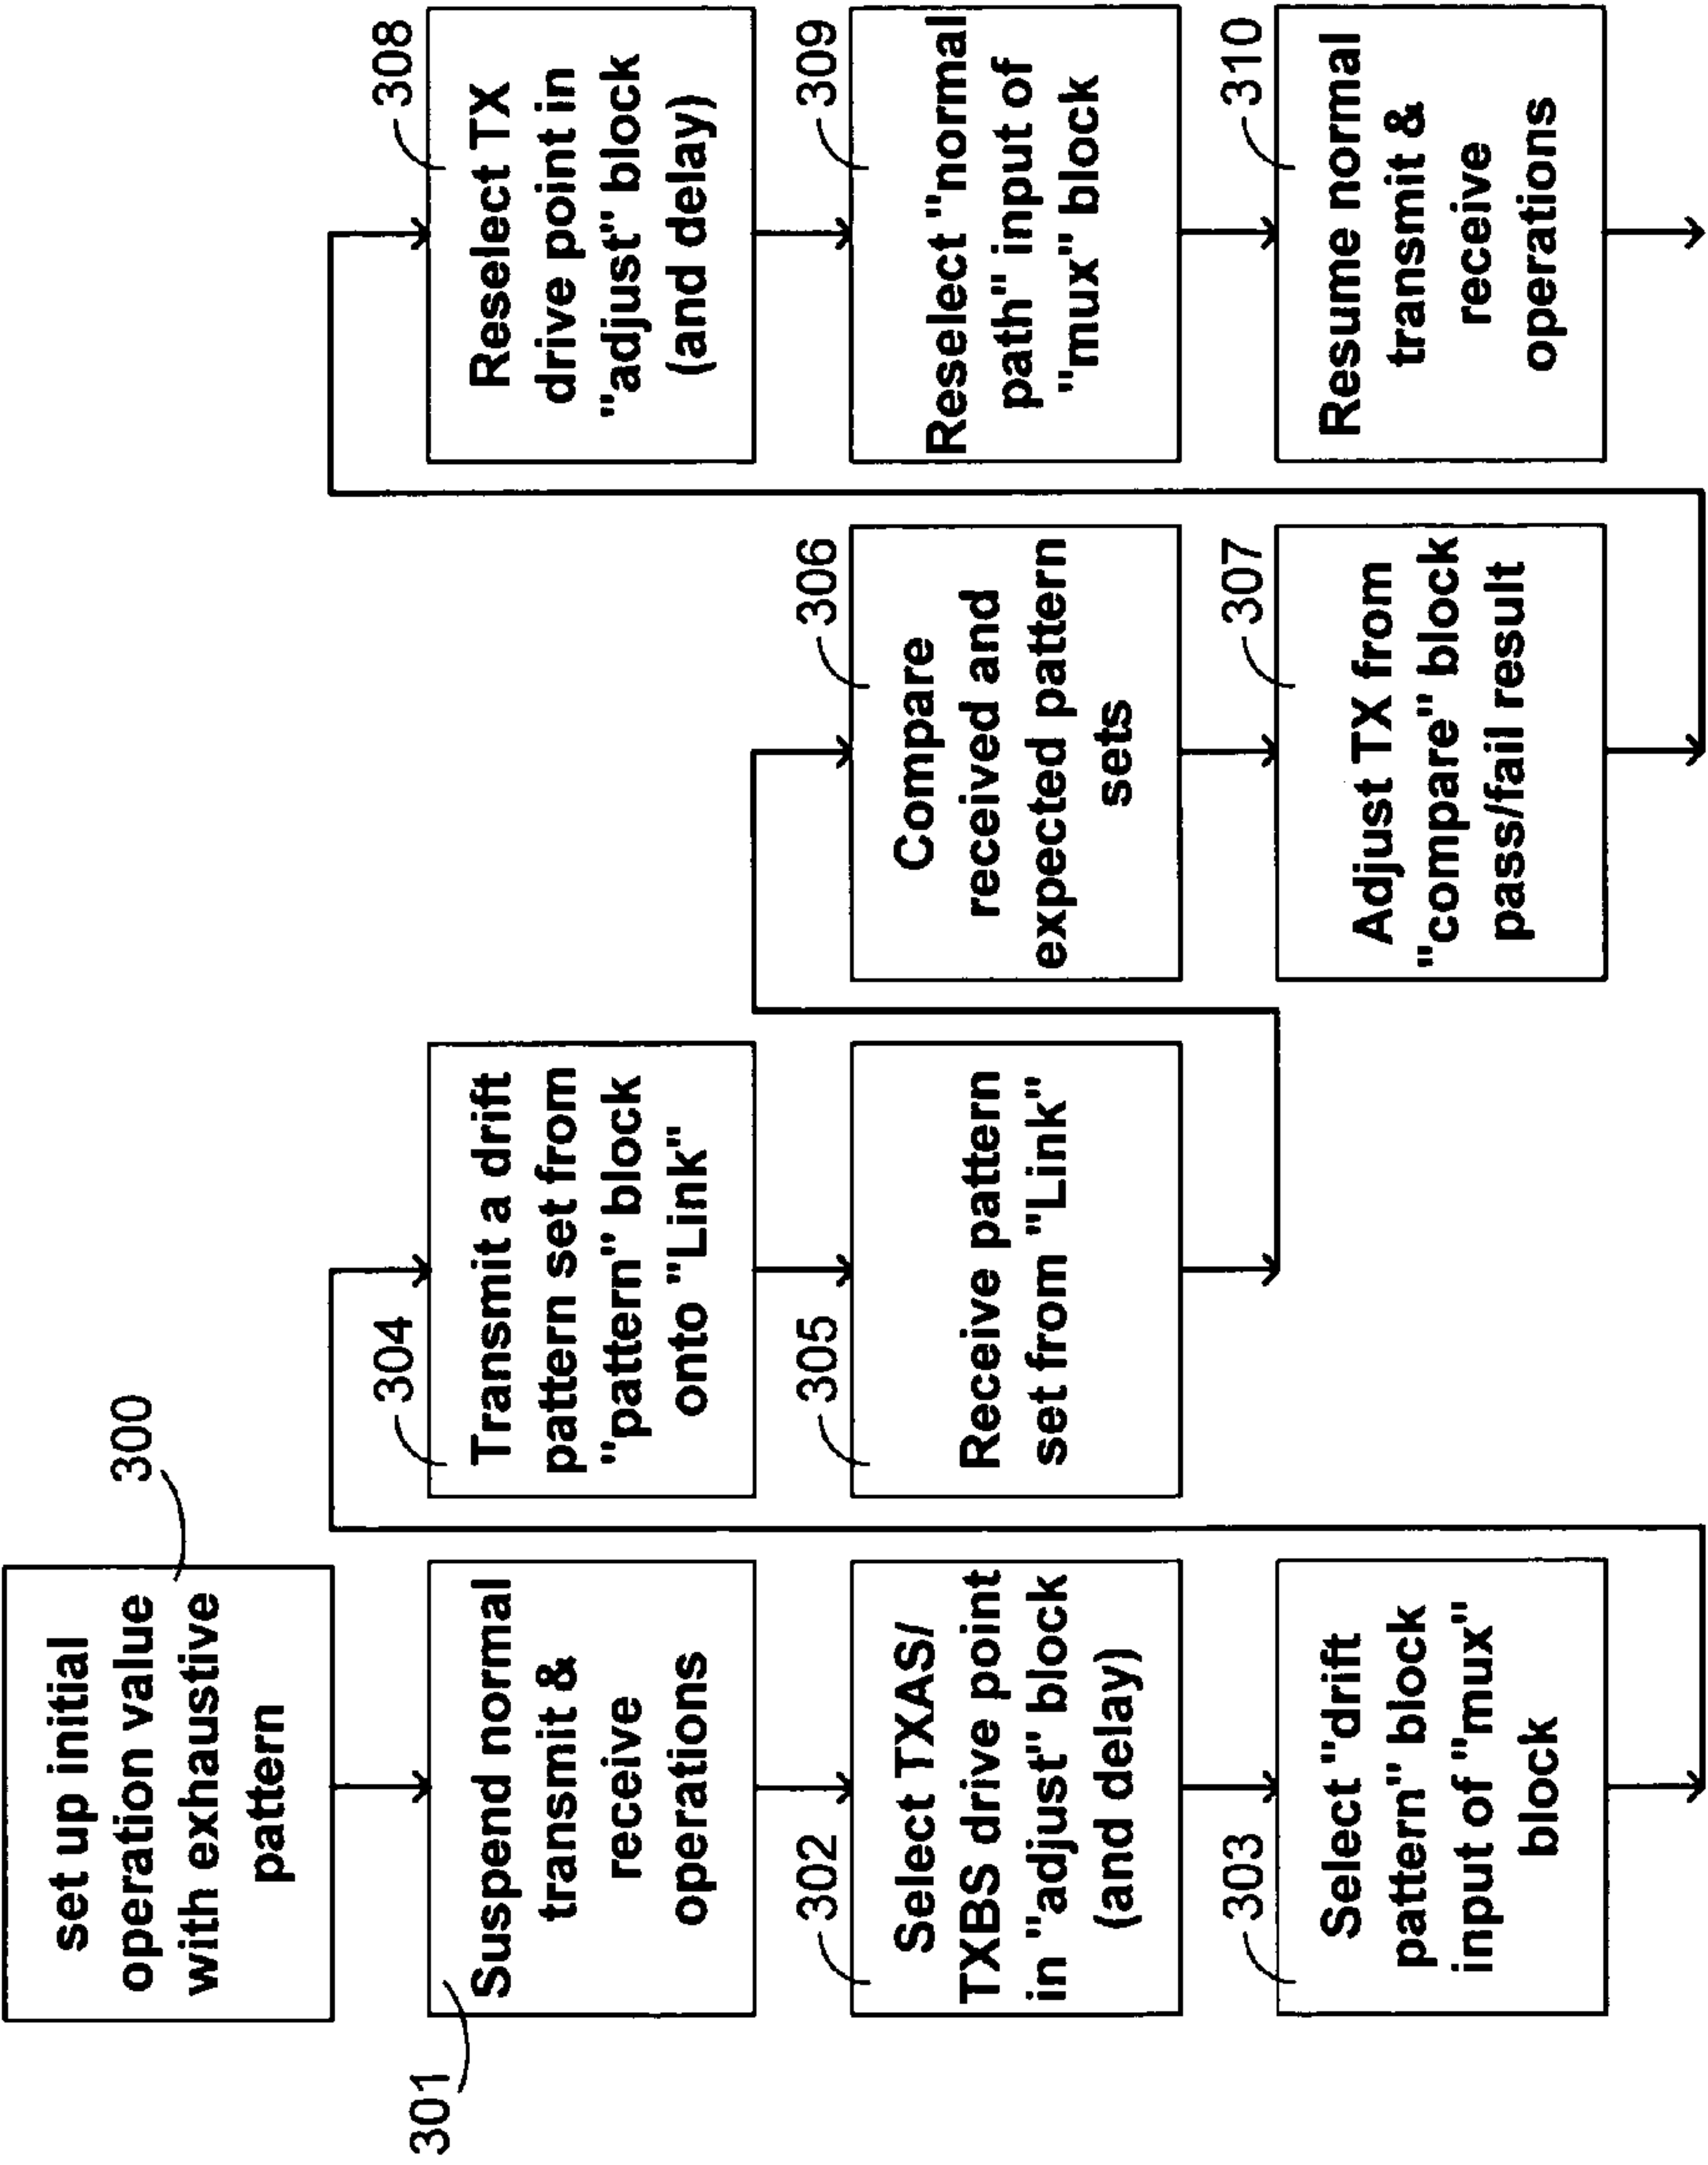 300
set up initial
operation value
with exhaustive
pattern
301
Suspend normal
transmit &
receive
operations
302
Select TXAS/
TXBS drive point
in "adjust" block
(and delay)
303
Select "drift
pattern" block
input of "mux"
block
304
Transmit a drift
pattern set from
"pattern" block
onto "Link"
305
Receive pattern
set from "Link"
306
Compare
received and
expected pattern
sets
307
Adjust TX from
"compare" block
pass/fail result
308
Reselect TX
drive point in
"adjust" block
(and delay)
309
Reselect "normal
path" input of
"mux" block
310
Resume normal
transmit &
receive
operations